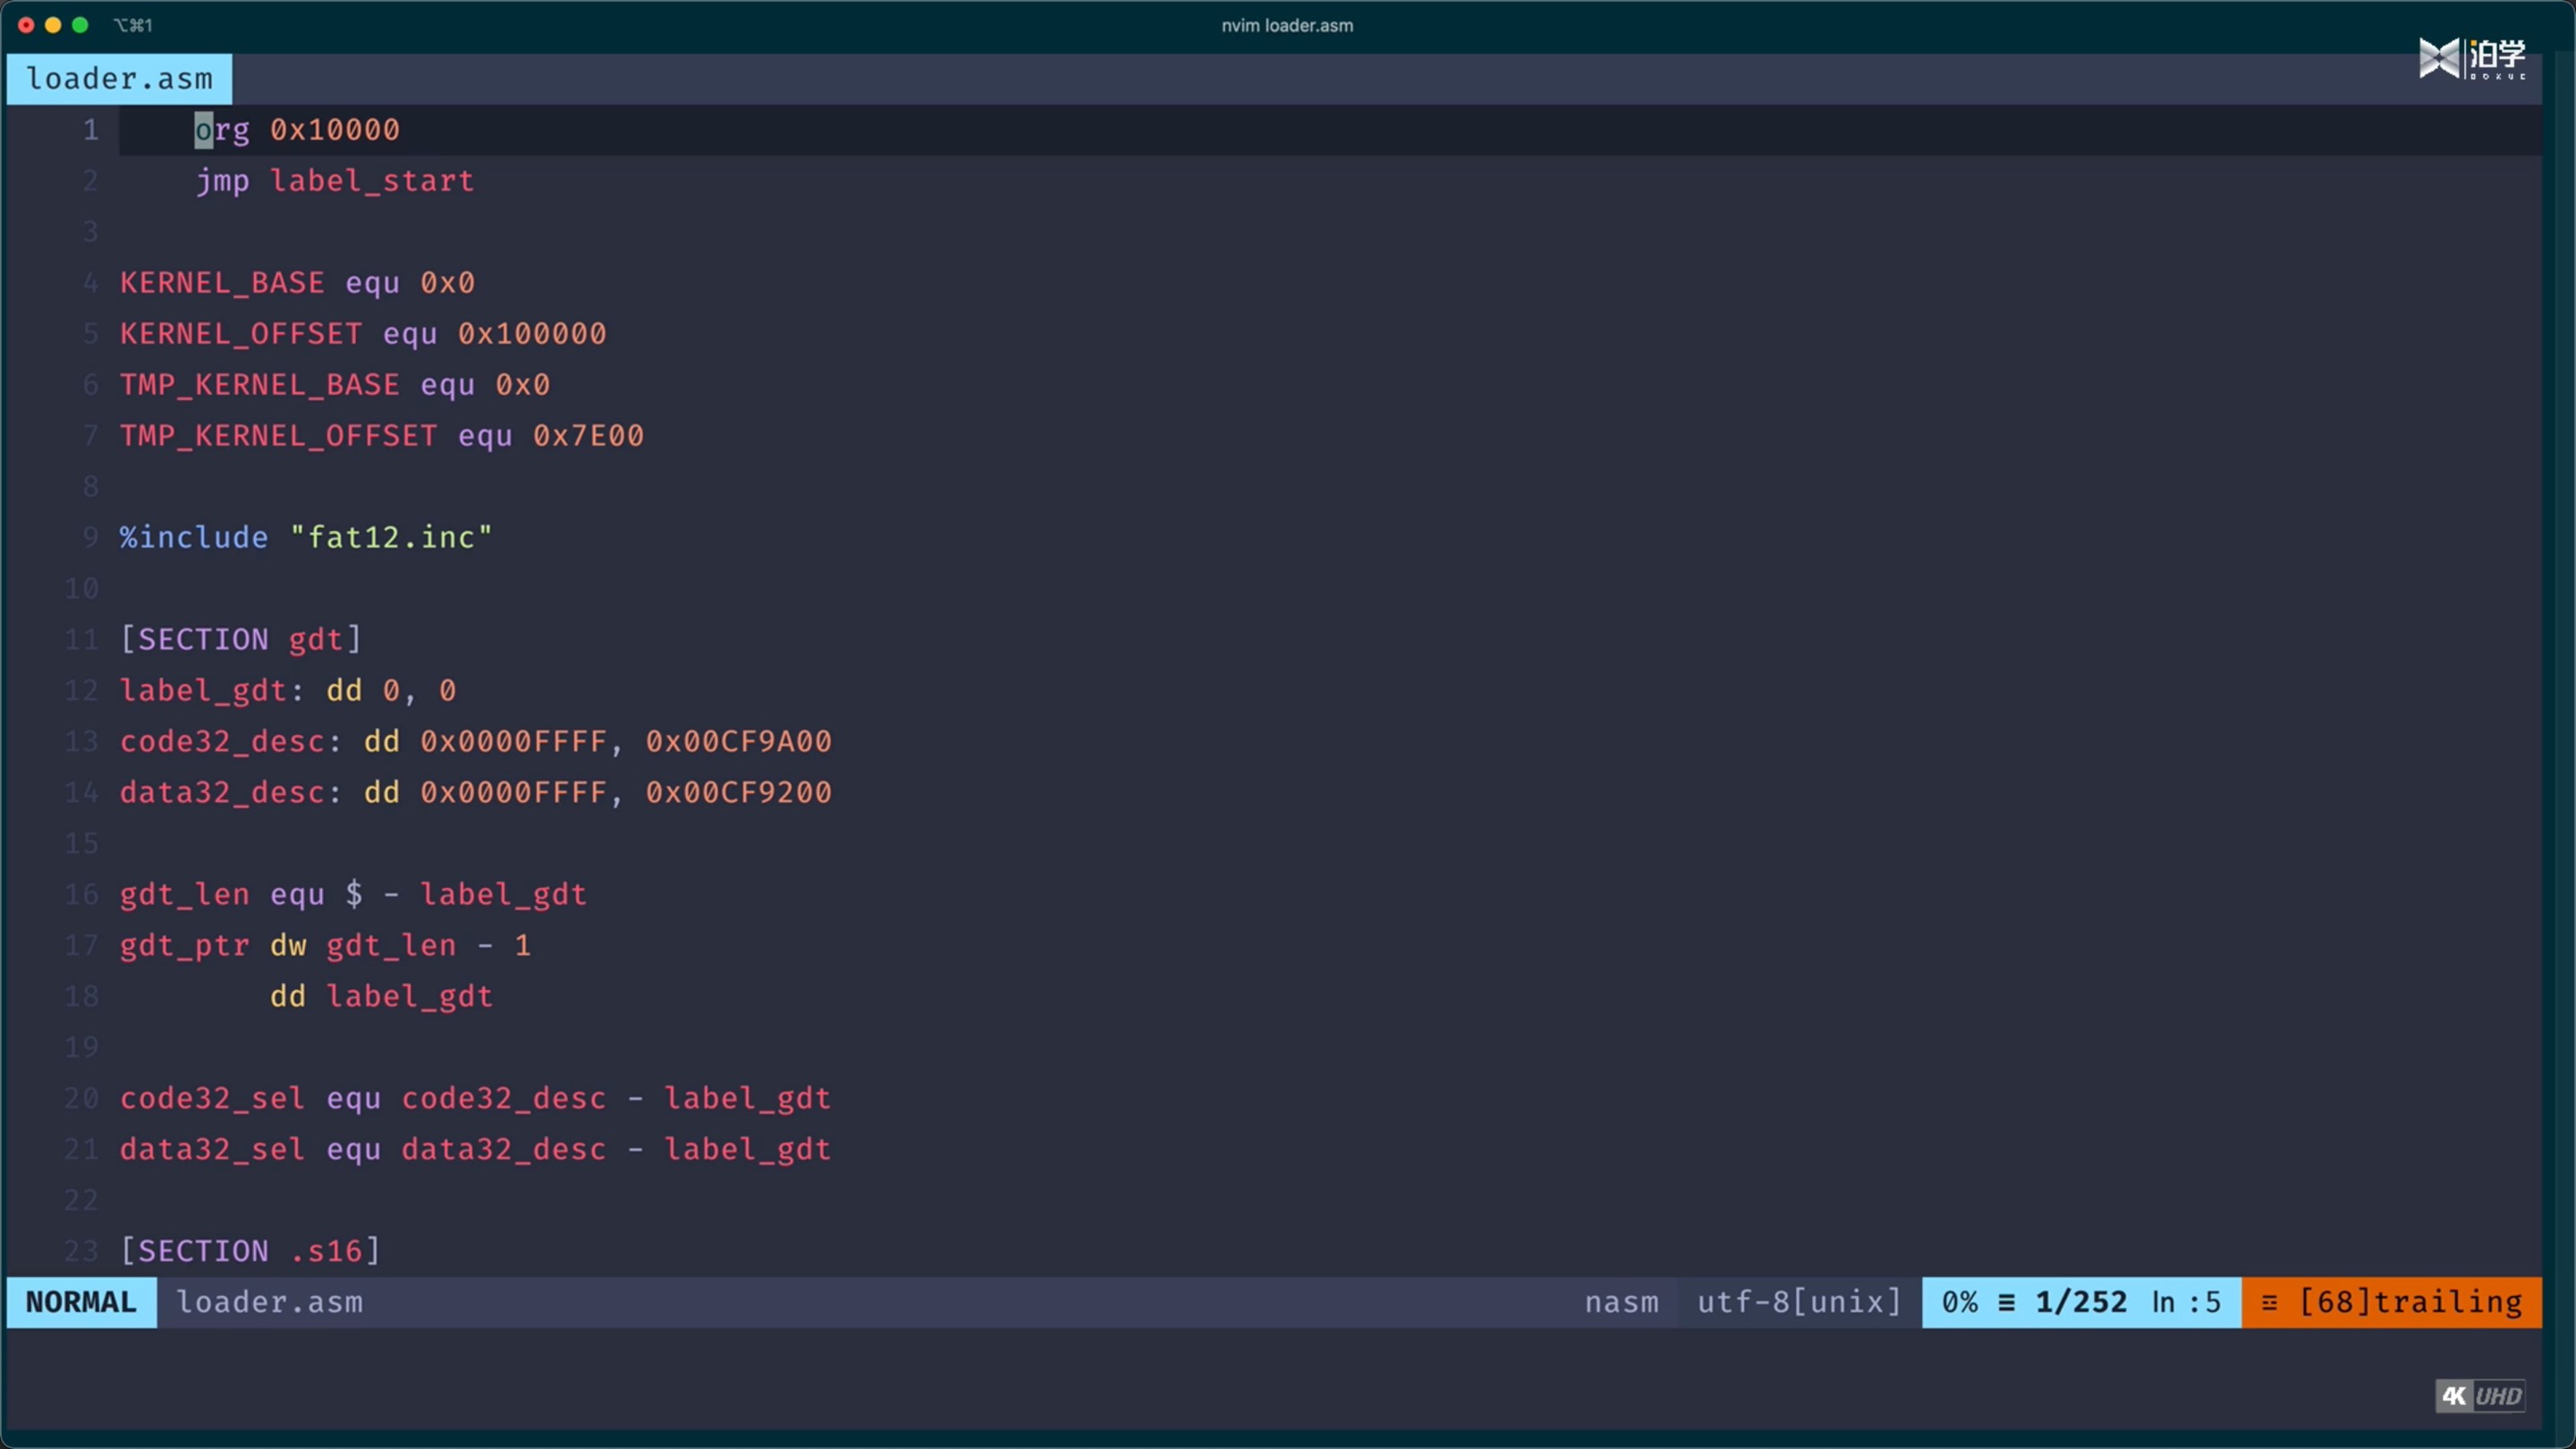 ⌥⌘1
nvim loader.asm
泊学
BOXUE
loader.asm
1 org 0x10000
2 jmp label_start
3
4 KERNEL_BASE equ 0x0
5 KERNEL_OFFSET equ 0x100000
6 TMP_KERNEL_BASE equ 0x0
7 TMP_KERNEL_OFFSET equ 0x7E00
8
9 %include "fat12.inc"
10
11 [SECTION gdt]
12 label_gdt: dd 0, 0
13 code32_desc: dd 0x0000FFFF, 0x00CF9A00
14 data32_desc: dd 0x0000FFFF, 0x00CF9200
15
16 gdt_len equ $ - label_gdt
17 gdt_ptr dw gdt_len - 1
18 dd label_gdt
19
20 code32_sel equ code32_desc - label_gdt
21 data32_sel equ data32_desc - label_gdt
22
23 [SECTION .s16]
NORMAL loader.asm nasm utf-8[unix] 0% ≡ 1/252 ln :5 ☲ [68]trailing
4K UHD